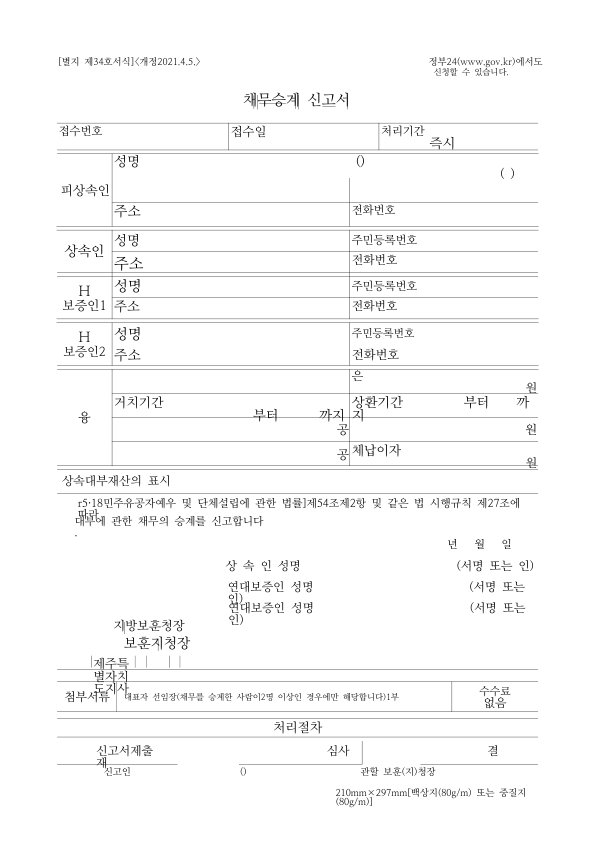 [별지 제34호서식]<개정2021.4.5.>
정부24(www.gov.kr)에서도
신청할 수 있습니다.
채무승계 신고서
접수번호 접수일 처리기간
즉시
성명 ()
( )
피상속인
주소 전화번호
성명 주민등록번호
상속인
주소 전화번호
성명 주민등록번호
H
보증인1 주소 전화번호
성명 주민등록번호
H
보증인2 주소 전화번호
은
원
거치기간 상환기간 부터 까
부터 까지 지
융
공 원
체납이자
공 원
상속대부재산의 표시
r5·18민주유공자예우 및 단체설립에 관한 법률]제54조제2항 및 같은 법 시행규칙 제27조에
따라
대부에 관한 채무의 승계를 신고합니다
.
년 월 일
상 속 인 성명 (서명 또는 인)
연대보증인 성명 (서명 또는
인)
연대보증인 성명 (서명 또는
인)
지방보훈청장
보훈지청장
제주특
별자치
도지사
첨부서류 대표자 선임장(채무를 승계한 사람이2명 이상인 경우에만 해당합니다)1부
수수료
없음
처리절차
신고서제출 심사 결
재
신고인 () 관할 보훈(지)청장
210mm×297mm[백상지(80g/m) 또는 중질지
(80g/m)]